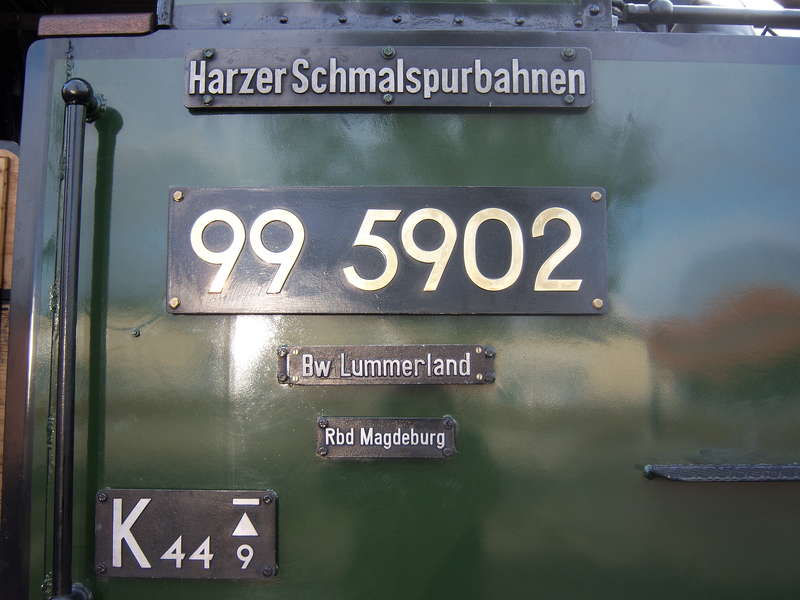 Harzer Schmalspurbahnen
99 5902
Bw Lummerland
Rbd Magdeburg
K 44 9